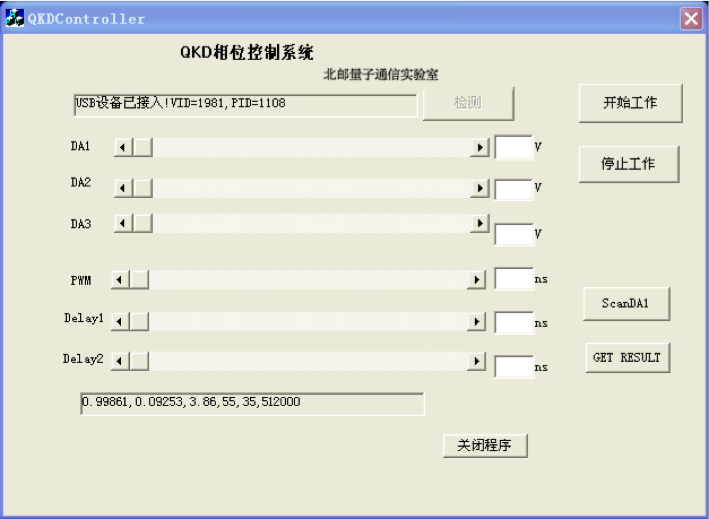 QKDController
QKD相位控制系统
北邮量子通信实验室
USB设备已接入!VID=1981,PID=1108
检测
开始工作
DA1
V
停止工作
DA2
V
DA3
V
PWM
ns
ScanDA1
Delay1
ns
GET RESULT
Delay2
ns
0.99861,0.09253,3.86,55,35,512000
关闭程序